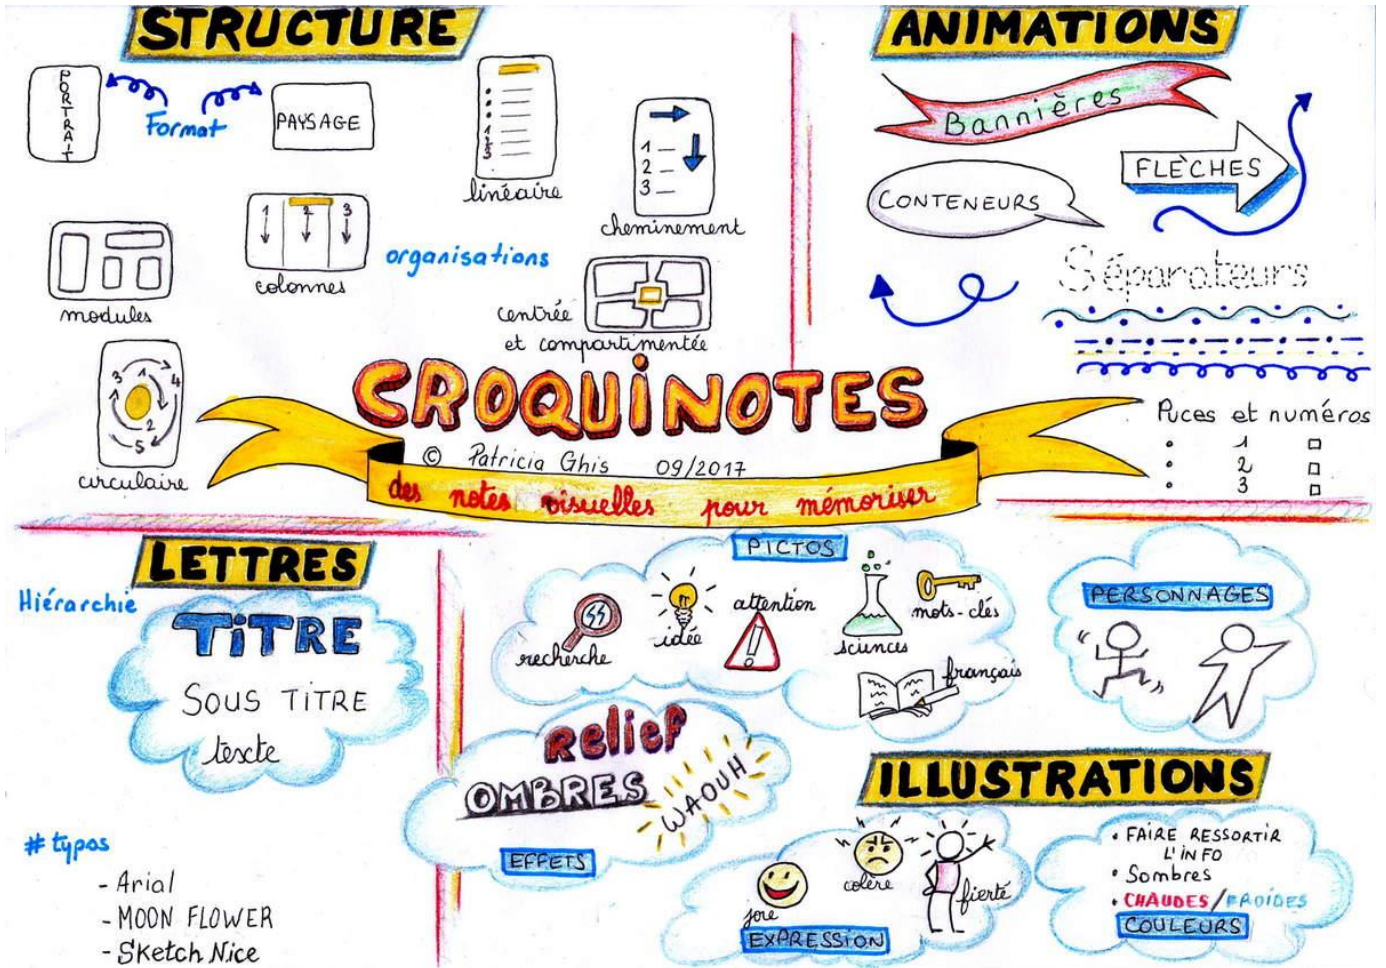 STRUCTURE
PORTRAIT
Format
PAYSAGE
1
2
3
linéaire
1
2
3
cheminement
modules
1 2 3
colonnes
organisations
centrée
et compartimentée
3 1 4
2
5
circulaire
ANIMATIONS
Bannières
FLÈCHES
CONTENEURS
Séparateurs
Puces et numéros
1
2
3
CROQUiNOTES
© Patricia Ghis 09/2017
des notes visuelles pour mémoriser
LETTRES
Hiérarchie
TiTRE
SOUS TITRE
texte
# typos
- Arial
- MOON FLOWER
- Sketch Nice
PICTOS
recherche
idée
attention
!
sciences
mots-clés
français
PERSONNAGES
Relief
OMBRES
WAOUH
EFFETS
ILLUSTRATIONS
joie
colère
fierté
EXPRESSION
• FAIRE RESSORTIR
L'INFO
• Sombres
• CHAUDES/FROIDES
COULEURS